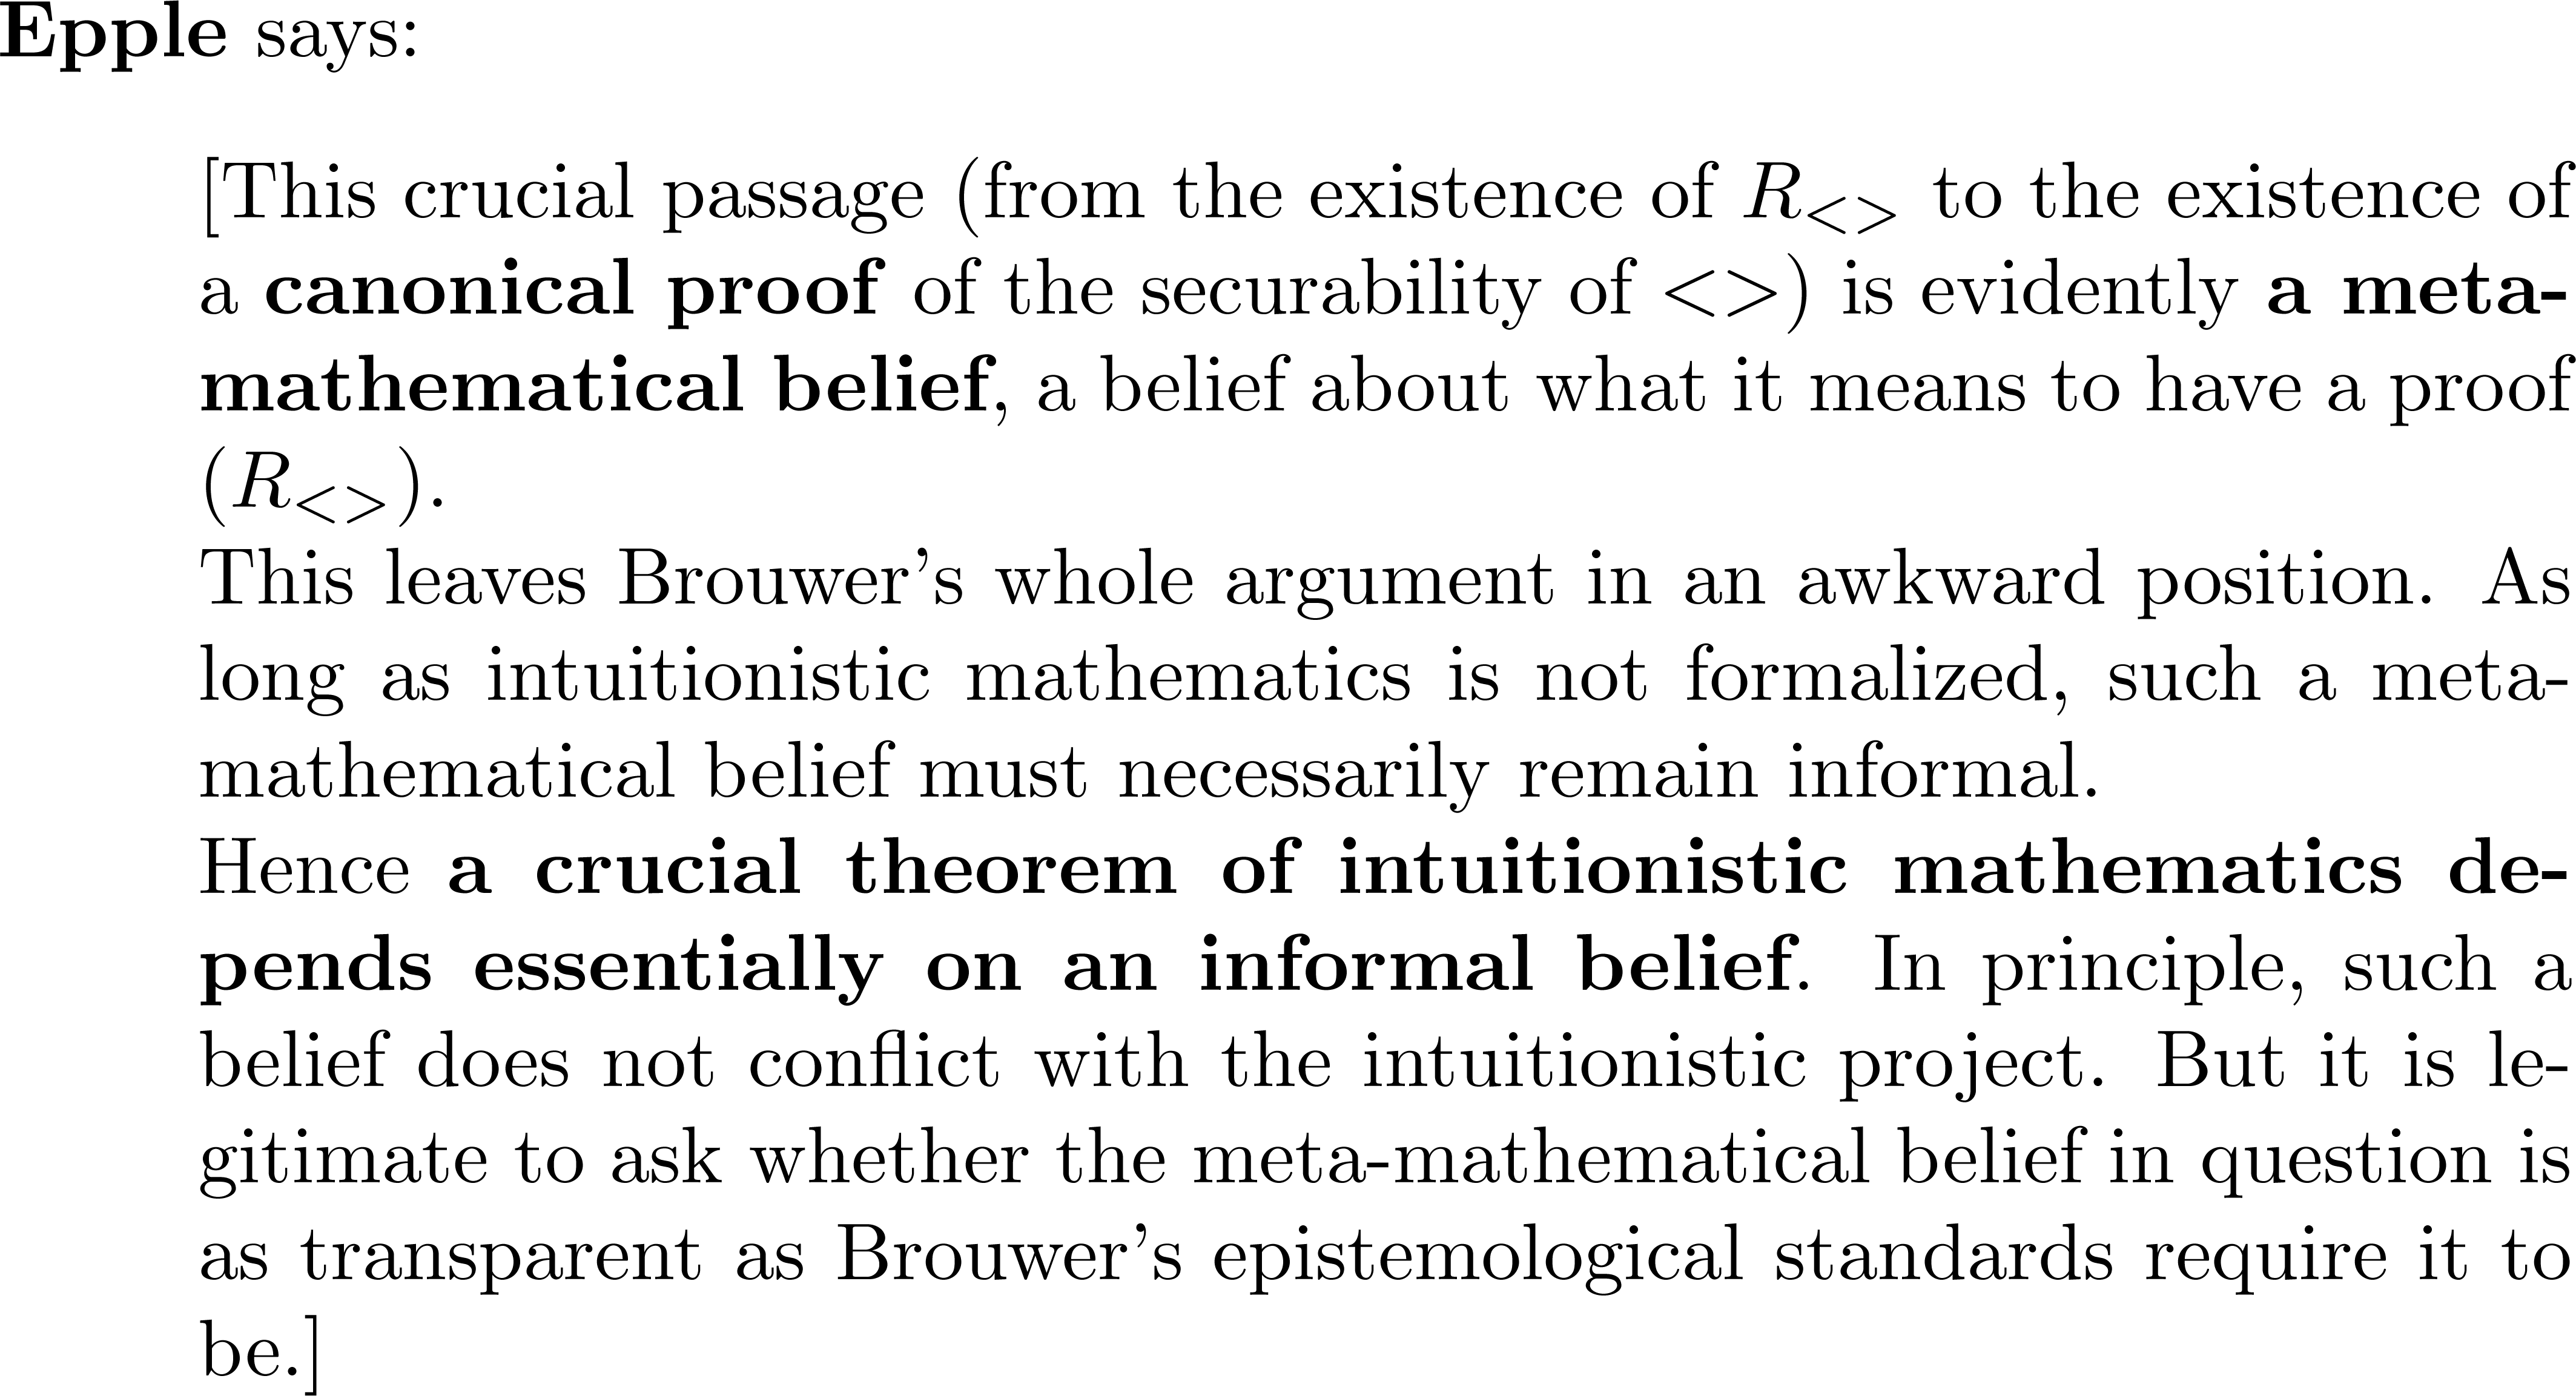 Epple says:
[This crucial passage (from the existence of R<> to the existence of
a canonical proof of the securability of <>) is evidently a meta-
mathematical belief, a belief about what it means to have a proof
(R<>).
This leaves Brouwer's whole argument in an awkward position. As
long as intuitionistic mathematics is not formalized, such a meta-
mathematical belief must necessarily remain informal.
Hence a crucial theorem of intuitionistic mathematics de-
pends essentially on an informal belief. In principle, such a
belief does not conflict with the intuitionistic project. But it is le-
gitimate to ask whether the meta-mathematical belief in question is
as transparent as Brouwer's epistemological standards require it to
be.]